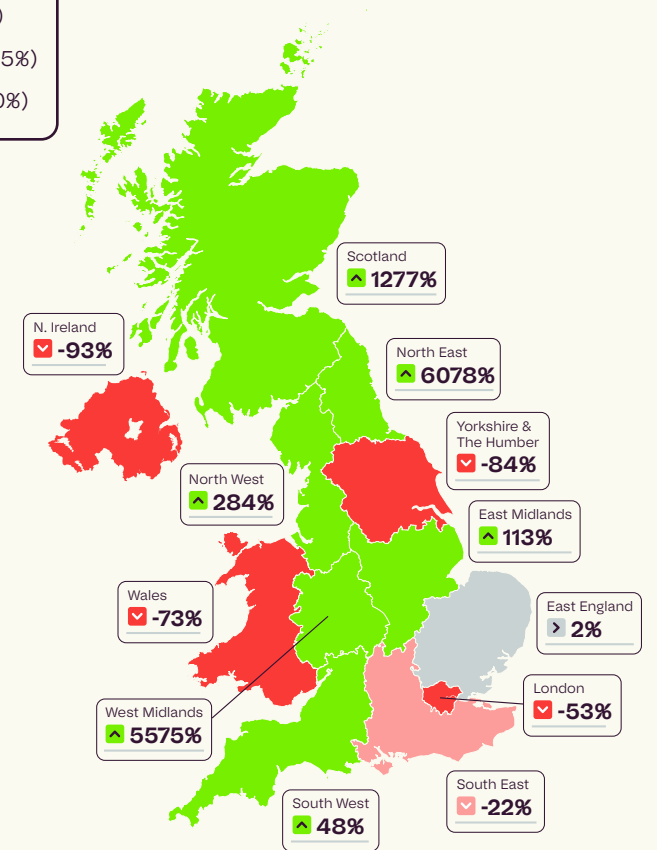 )
5%)
0%)
Scotland
1277%
N. Ireland
-93%
North East
6078%
Yorkshire &
The Humber
-84%
North West
284%
East Midlands
113%
Wales
-73%
East England
2%
London
-53%
West Midlands
5575%
South East
-22%
South West
48%